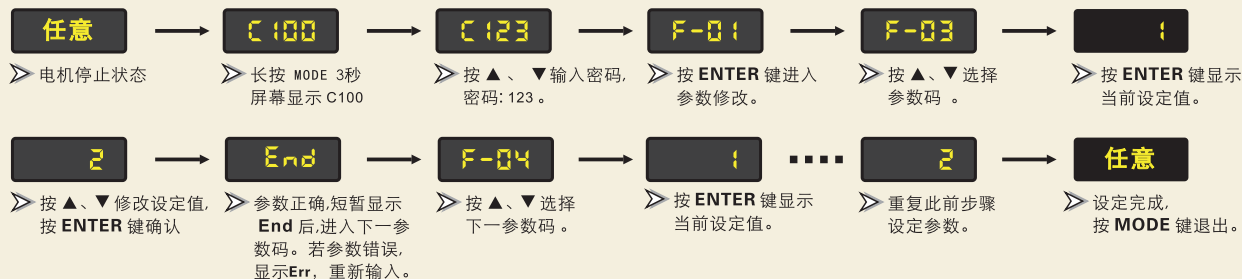 任意 C100 C123 F-01 F-03 1
电机停止状态
长按 MODE 3秒
屏幕显示 C100
按 ▲ 、 ▼ 输入密码,
密码: 123 。
按 ENTER 键进入
参数修改。
按 ▲、▼ 选择
参数码 。
按 ENTER 键显示
当前设定值。
2 End F-04 1 2 任意
按 ▲、▼ 修改设定值,
按 ENTER 键确认
参数正确,短暂显示
End 后,进入下一参
数码。若参数错误,
显示Err，重新输入。
按 ▲、▼ 选择
下一参数码 。
按 ENTER 键显示
当前设定值。
重复此前步骤
设定参数。
设定完成,
按 MODE 键退出。